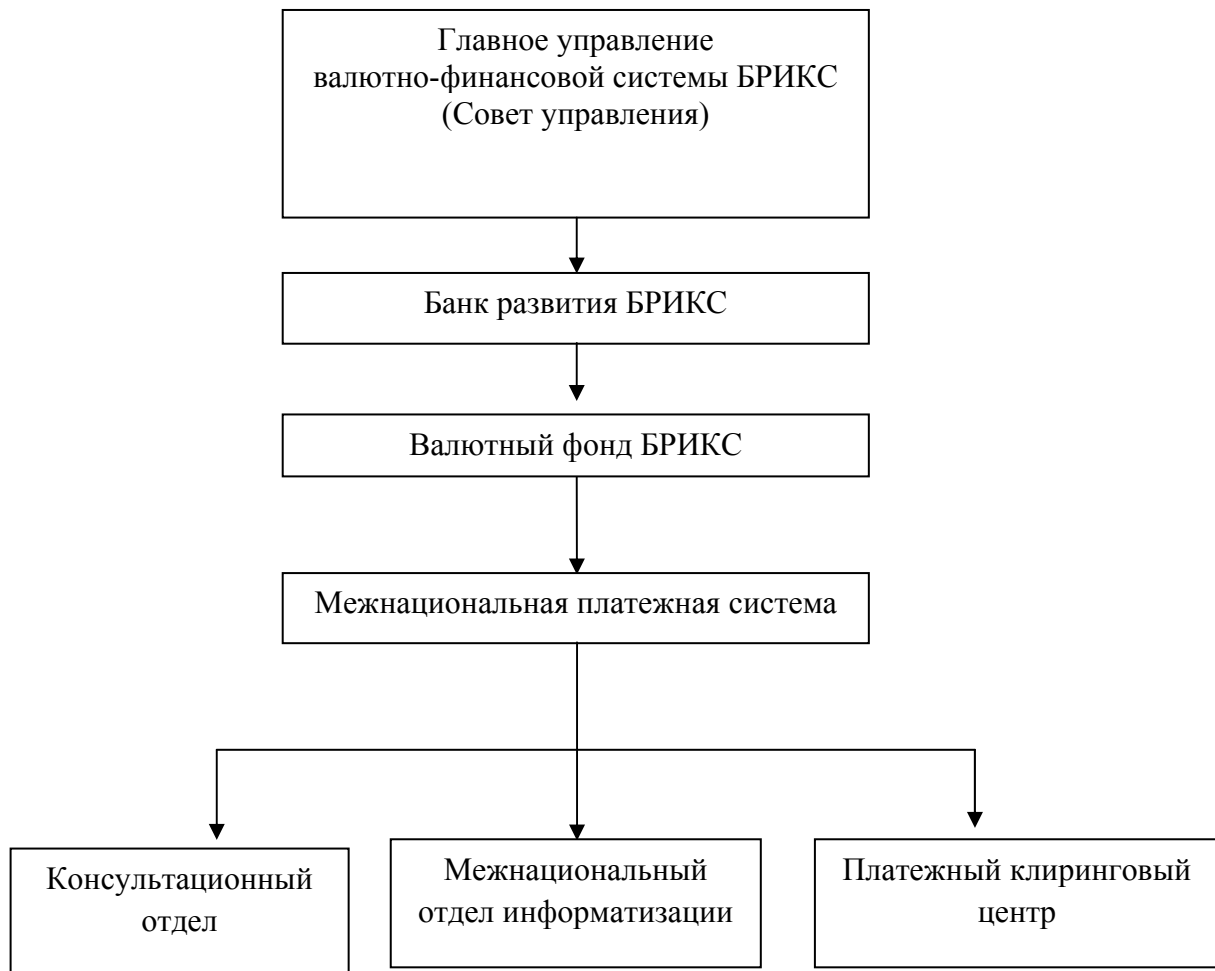 Главное управление
валютно-финансовой системы БРИКС
(Совет управления)
Банк развития БРИКС
Валютный фонд БРИКС
Межнациональная платежная система
Консультационный
отдел
Межнациональный
отдел информатизации
Платежный клиринговый
центр